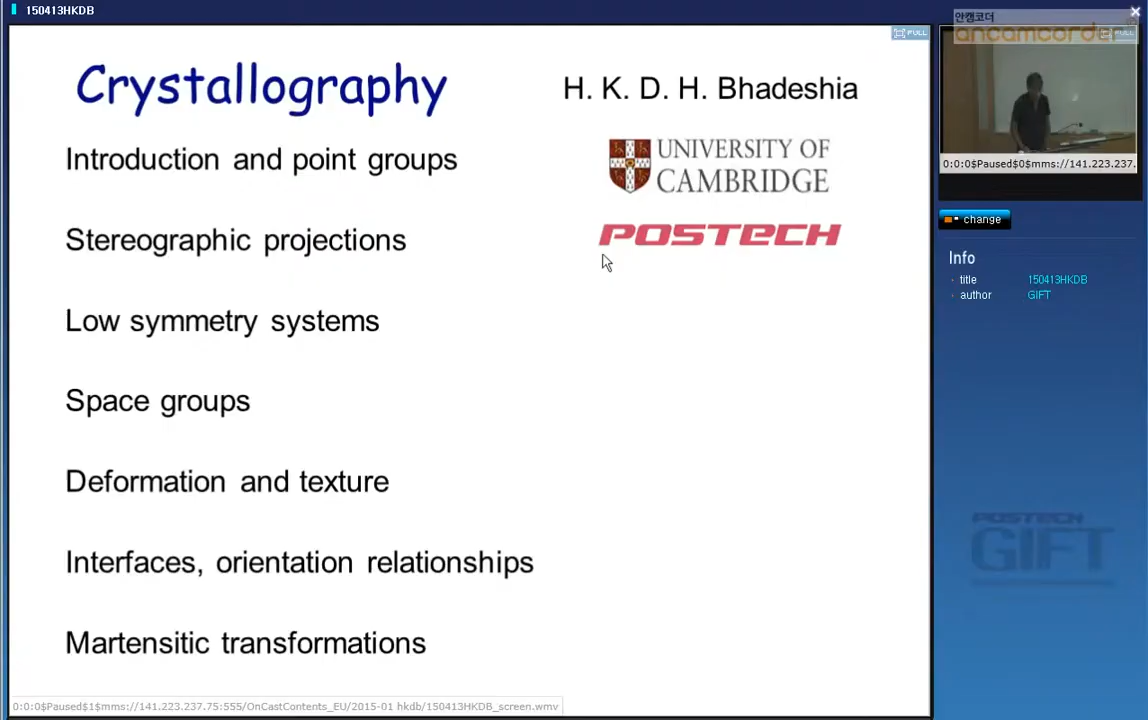 150413HKDB
안캠코더
ancamcorder
FULL
FULL
Crystallography
H. K. D. H. Bhadeshia
Introduction and point groups
UNIVERSITY OF
CAMBRIDGE
POSTECH
Stereographic projections
Low symmetry systems
Space groups
Deformation and texture
Interfaces, orientation relationships
Martensitic transformations
0:0:0$Paused$1$mms://141.223.237.75:555/OnCastContents_EU/2015-01 hkdb/150413HKDB_screen.wmv
0:0:0$Paused$0$mms://141.223.237.
change
Info
title 150413HKDB
author GIFT
POSTECH
GIFT